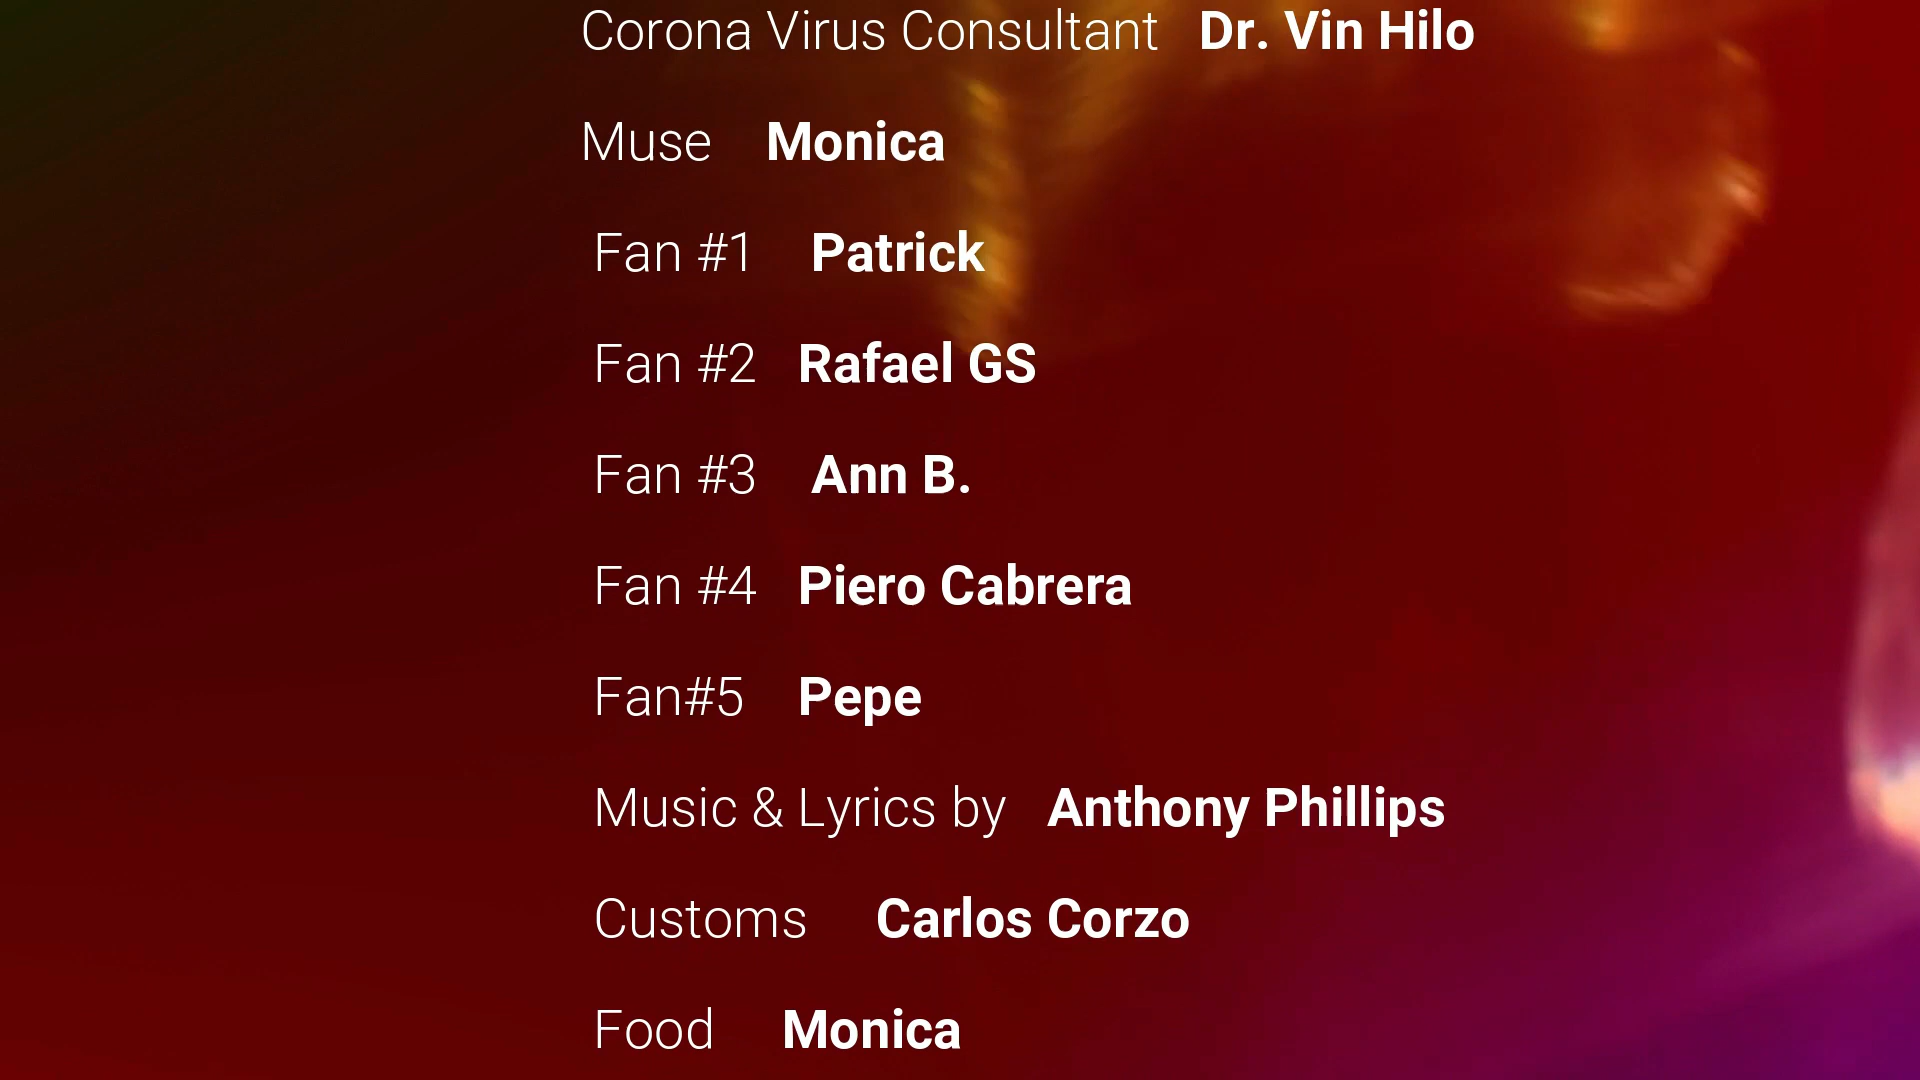 Corona Virus Consultant Dr. Vin Hilo
Muse Monica
Fan #1 Patrick
Fan #2 Rafael GS
Fan #3 Ann B.
Fan #4 Piero Cabrera
Fan#5 Pepe
Music & Lyrics by Anthony Phillips
Customs Carlos Corzo
Food Monica